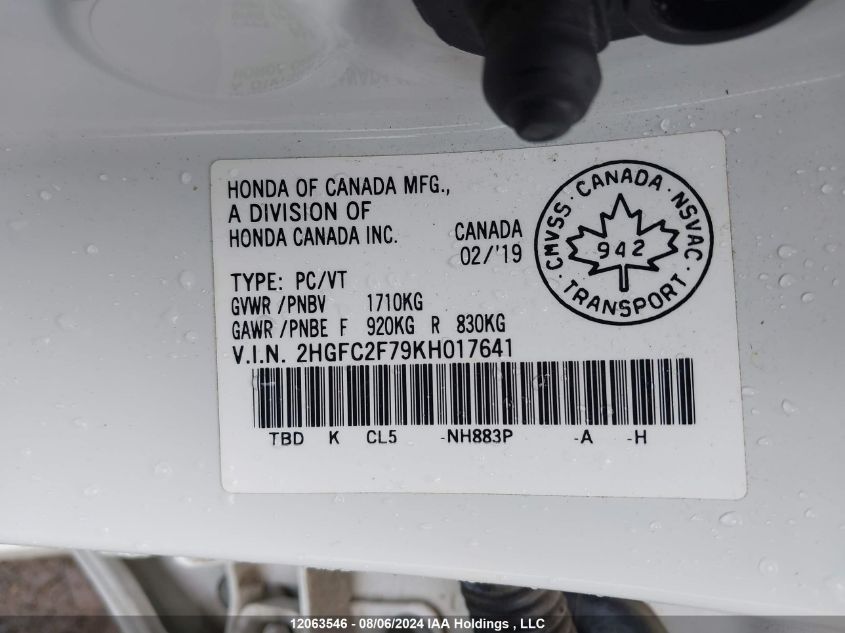 HONDA OF CANADA MFG.,
A DIVISION OF
HONDA CANADA INC.
CANADA
02/'19
TYPE: PC/VT
GVWR /PNBV 1710KG
GAWR /PNBE F 920KG R 830KG
V.I.N. 2HGFC2F79KH017641
TBD K CL5 -NH883P -A -H
CMVSS · CANADA · NSVAC
942
· TRANSPORT ·
12063546 - 08/06/2024 IAA Holdings , LLC